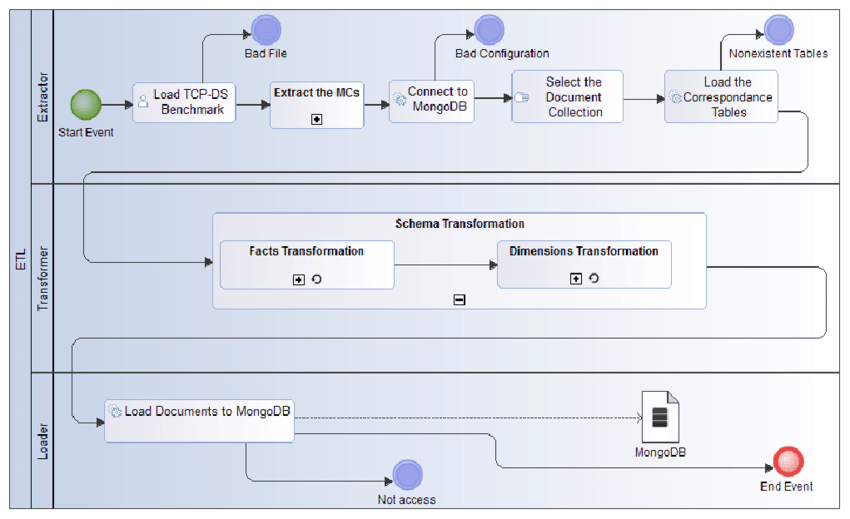 ETL
Extractor
Bad File
Bad Configuration
Nonexistent Tables
Start Event
Load TCP-DS
Benchmark
Extract the MCs
Connect to
MongoDB
Select the
Document
Collection
Load the
Correspondance
Tables
Transformer
Schema Transformation
Facts Transformation
Dimensions Transformation
Loader
Load Documents to MongoDB
MongoDB
Not access
End Event